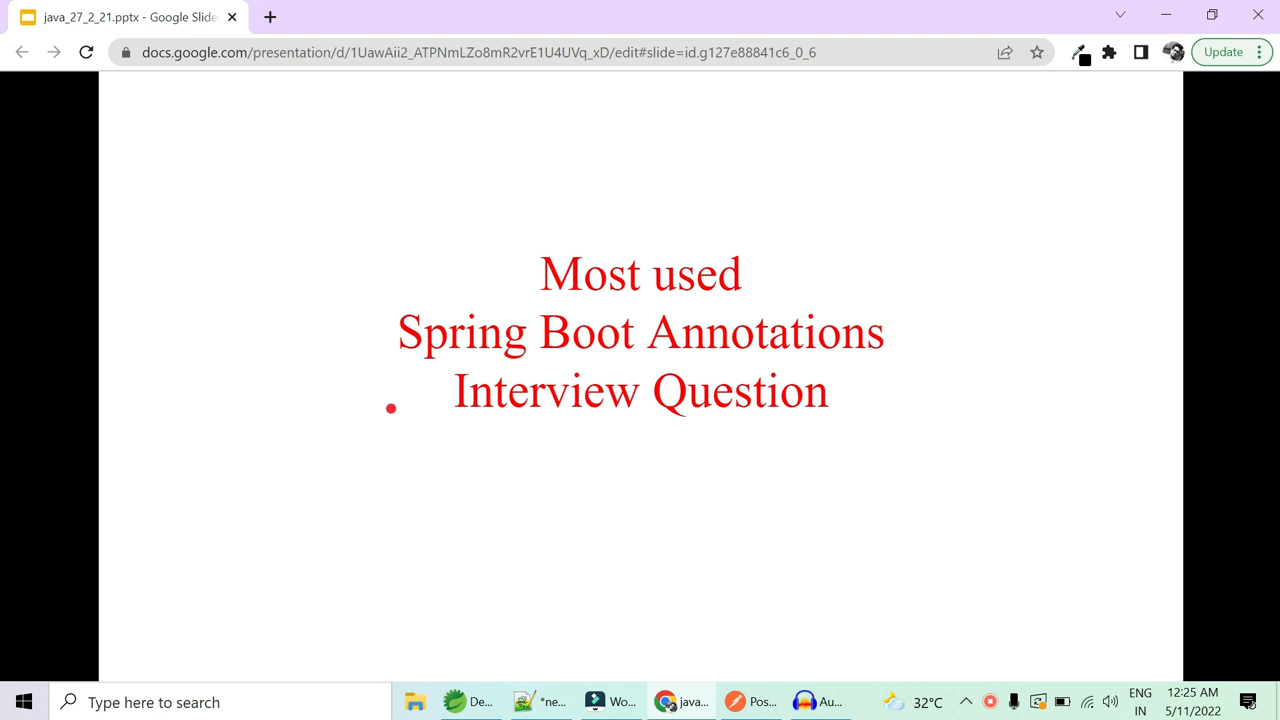 java_27_2_21.pptx - Google Slide
docs.google.com/presentation/d/1UawAii2_ATPNmLZo8mR2vrE1U4UVq_xD/edit#slide=id.g127e8f841c6_0_6
Update
Most used
Spring Boot Annotations
Interview Question
Type here to search
De...
*ne...
Wo...
java...
Pos...
Au...
32°C
ENG
IN
12:25 AM
5/11/2022